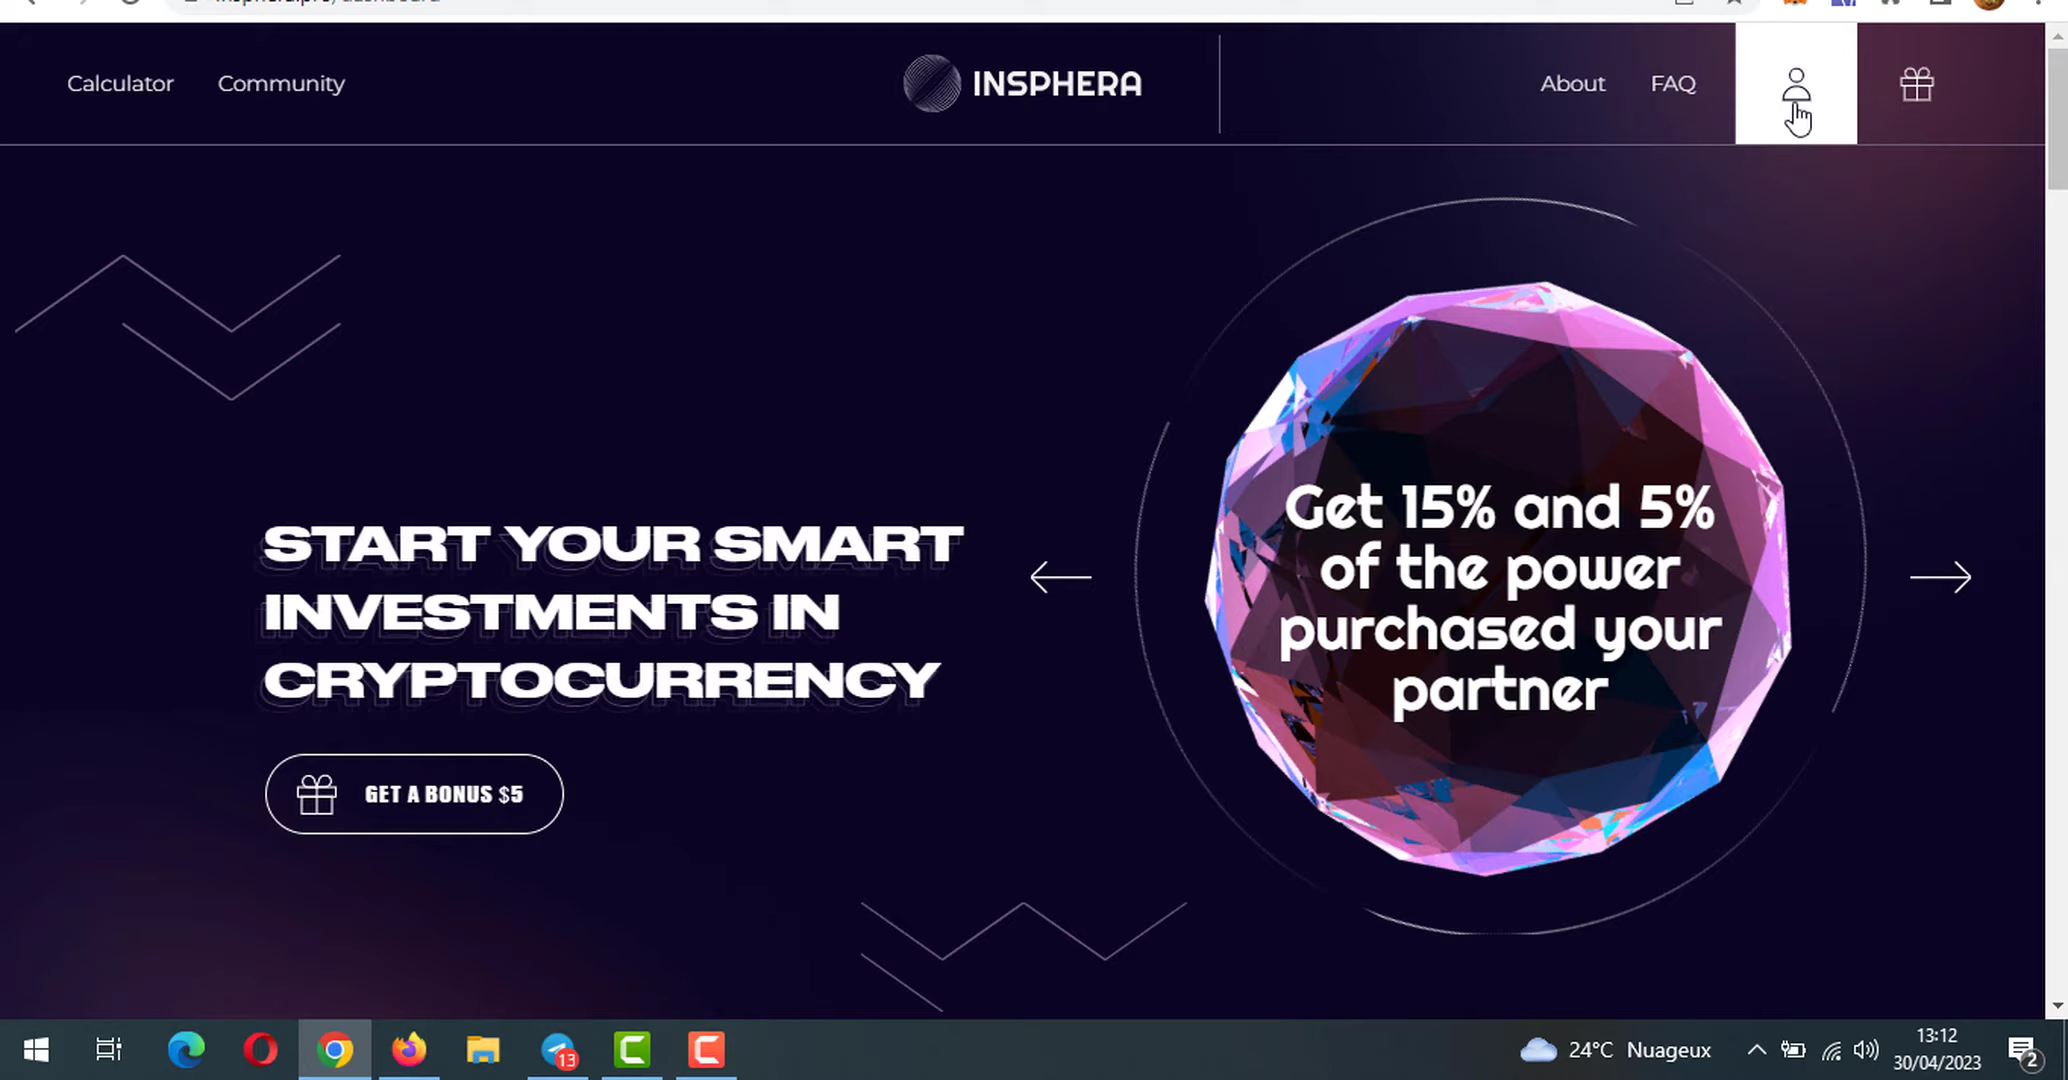 Calculator
Community
INSPHERA
About
FAQ
START YOUR SMART
INVESTMENTS IN
CRYPTOCURRENCY
GET A BONUS $5
Get 15% and 5%
of the power
purchased your
partner
13
24°C Nuageux
13:12
30/04/2023
2